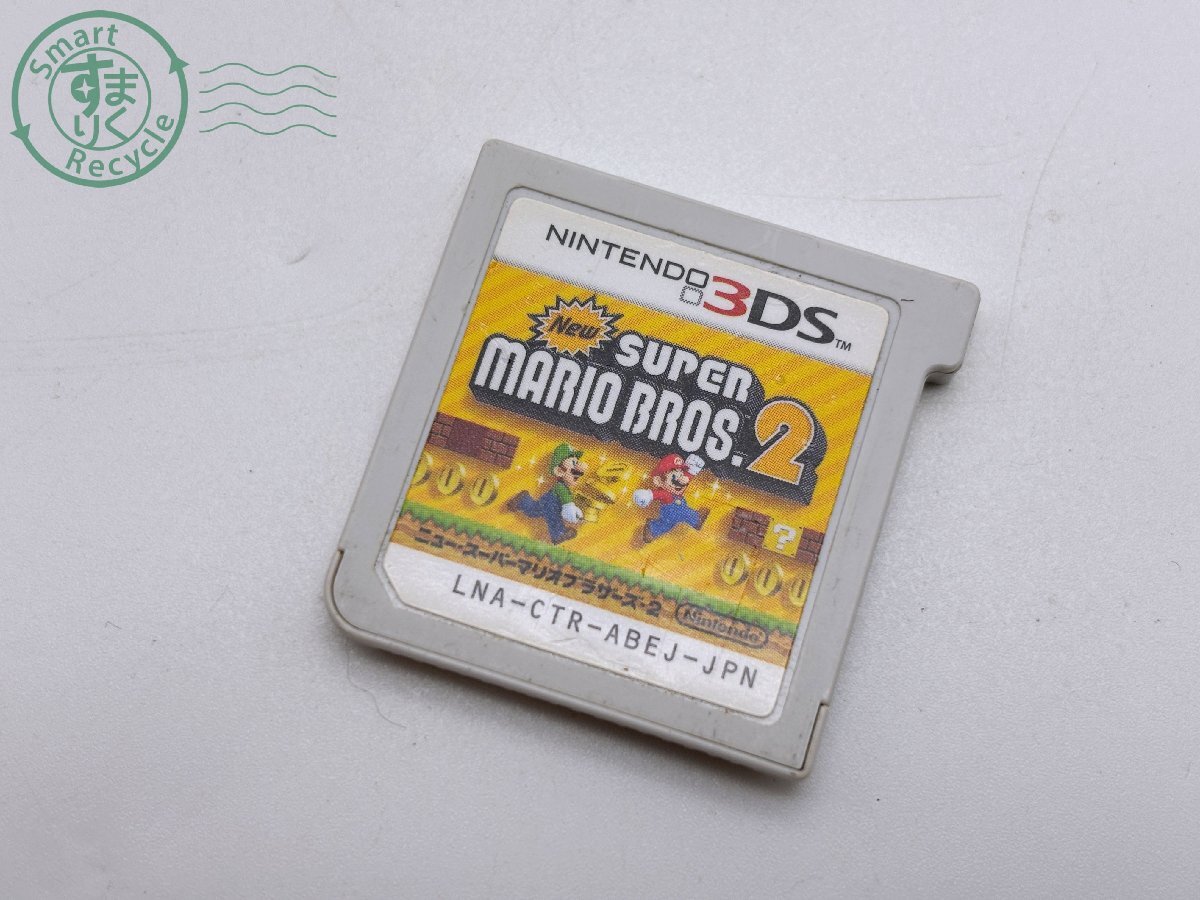 Smart
すまりく
Recycle
NINTENDO 3DS™
New
SUPER
MARIO BROS. 2
?
ニュー・スーパーマリオブラザーズ・2
Nintendo
LNA-CTR-ABEJ-JPN